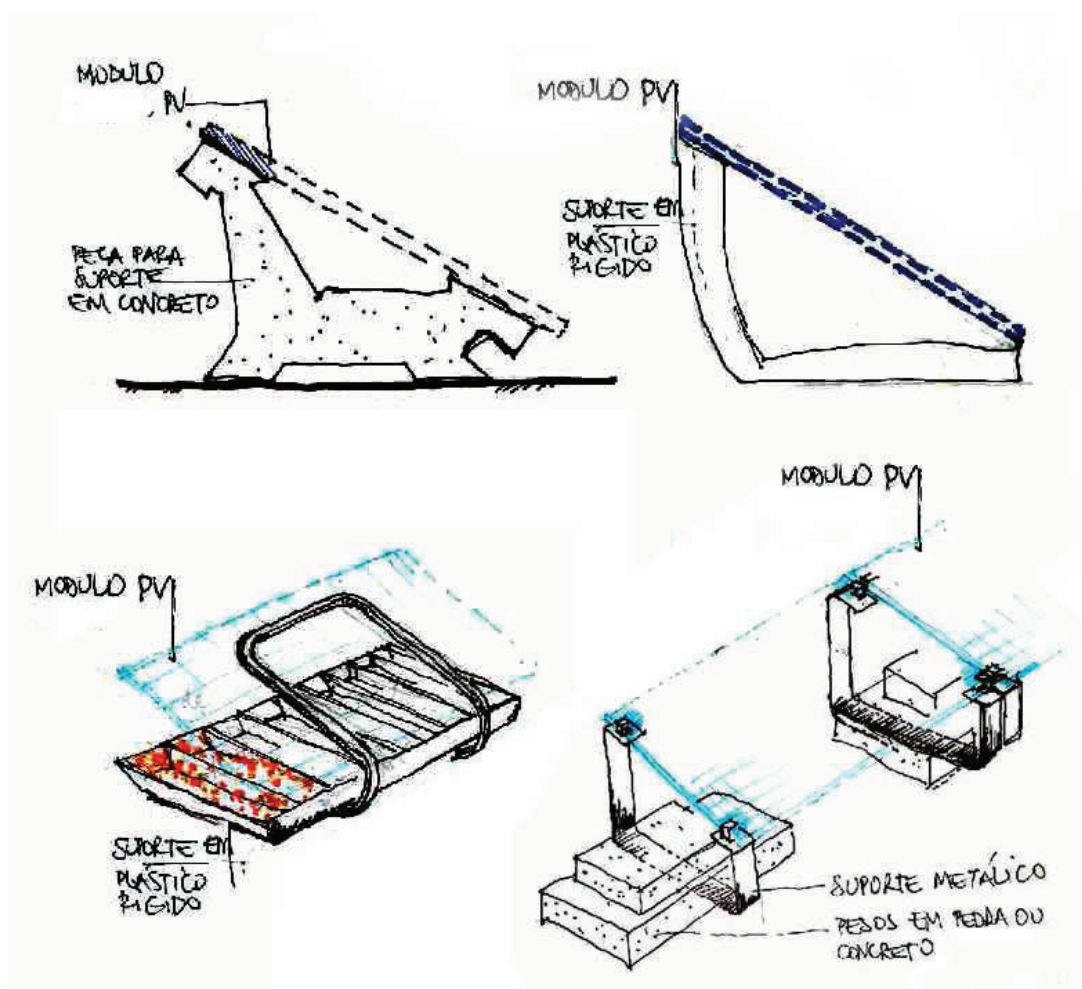 MODULO
PV
PEÇA PARA
SUPORTE
EM CONCRETO
MODULO PV
SUPORTE EM
PLÁSTICO
RIGIDO
MODULO PV
SUPORTE EM
PLÁSTICO
RIGIDO
MODULO PV
SUPORTE METÁLICO
PESOS EM PEDRA OU
CONCRETO